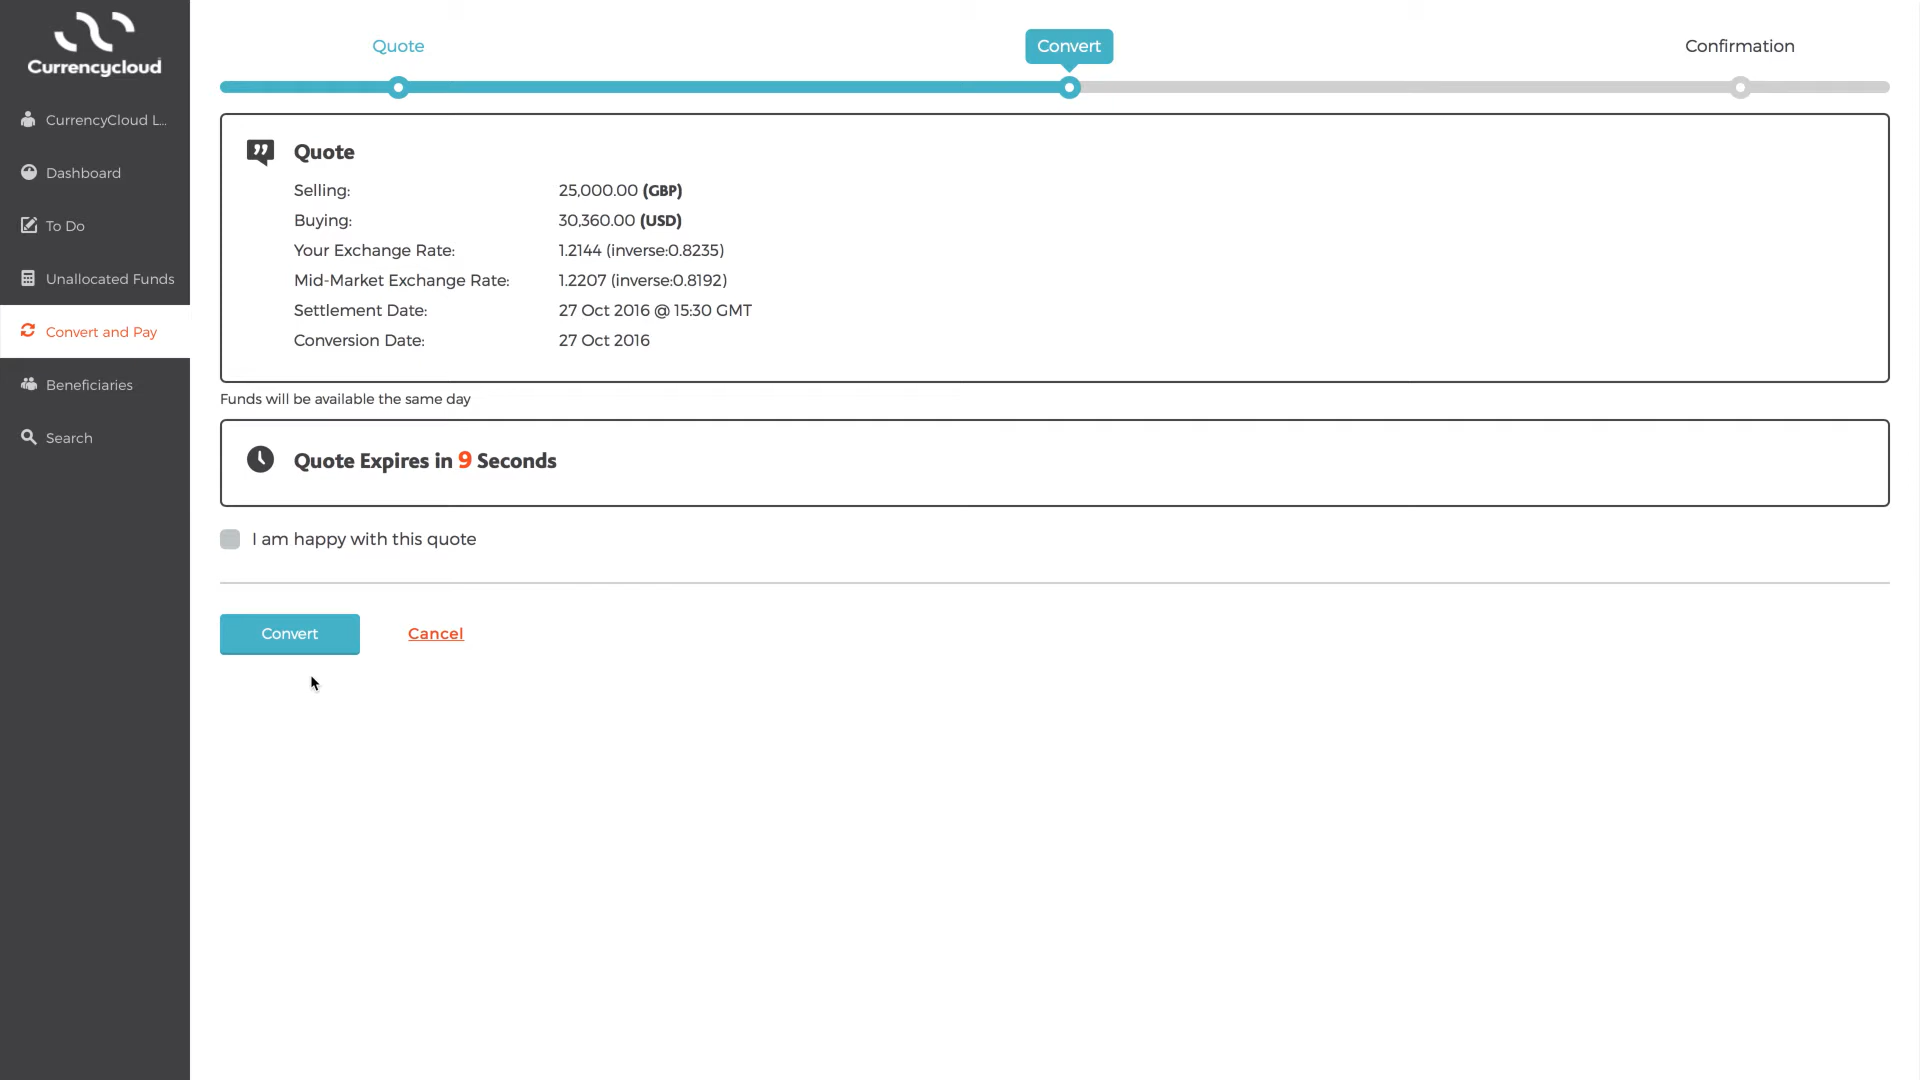 Currencycloud
CurrencyCloud L...
Dashboard
To Do
Unallocated Funds
Convert and Pay
Beneficiaries
Search
Quote
Convert
Confirmation
Quote
Selling: 25,000.00 (GBP)
Buying: 30,360.00 (USD)
Your Exchange Rate: 1.2144 (inverse:0.8235)
Mid-Market Exchange Rate: 1.2207 (inverse:0.8192)
Settlement Date: 27 Oct 2016 @ 15:30 GMT
Conversion Date: 27 Oct 2016
Funds will be available the same day
Quote Expires in 9 Seconds
I am happy with this quote
Convert Cancel